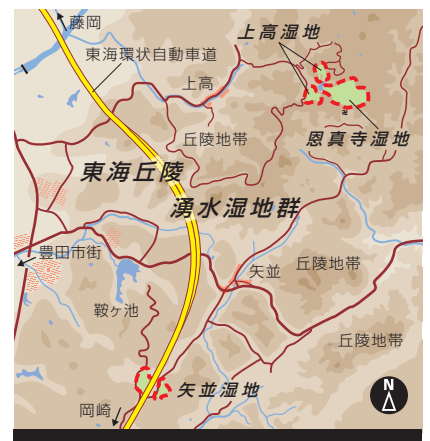 藤岡
上高湿地
東海環状自動車道
上高
丘陵地帯
恩真寺湿地
卍
東海丘陵
湧水湿地群
豊田市街
矢並
丘陵地帯
鞍ヶ池
丘陵地帯
矢並湿地
岡崎
N